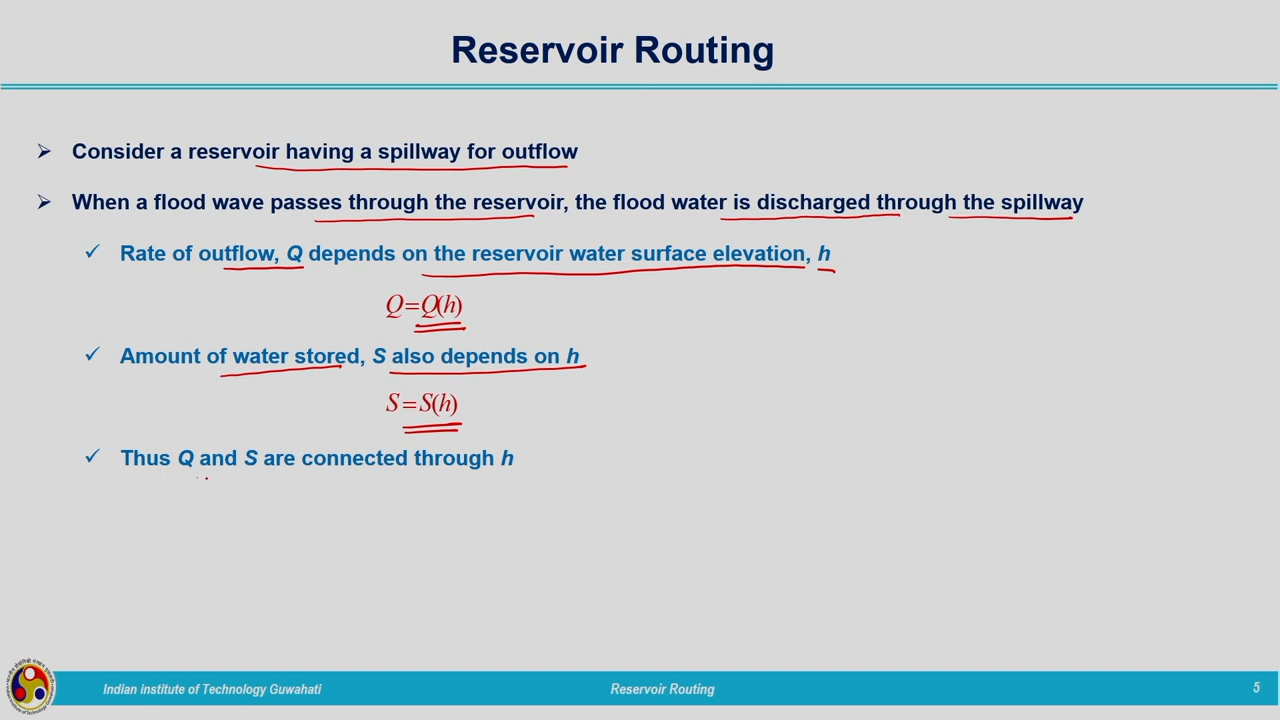 Reservoir Routing
➢ Consider a reservoir having a spillway for outflow
➢ When a flood wave passes through the reservoir, the flood water is discharged through the spillway
✓ Rate of outflow, Q depends on the reservoir water surface elevation, h
Q=Q(h)
✓ Amount of water stored, S also depends on h
S=S(h)
✓ Thus Q and S are connected through h
Indian institute of Technology Guwahati
Reservoir Routing
5